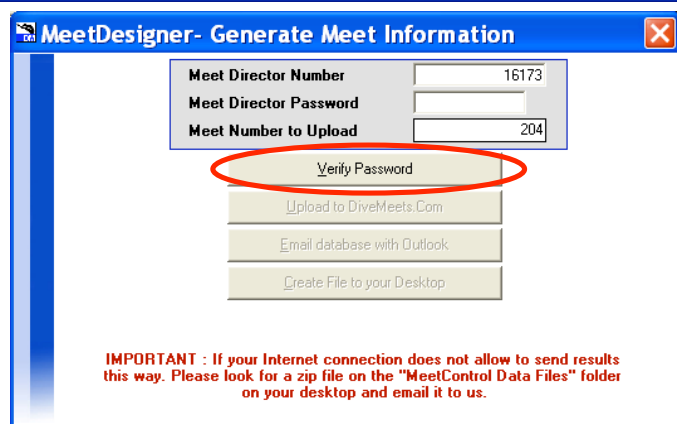 MeetDesigner- Generate Meet Information
Meet Director Number 16173
Meet Director Password
Meet Number to Upload 204
Verify Password
Upload to DiveMeets.Com
Email database with Outlook
Create File to your Desktop
IMPORTANT : If your Internet connection does not allow to send results
this way. Please look for a zip file on the "MeetControl Data Files" folder
on your desktop and email it to us.